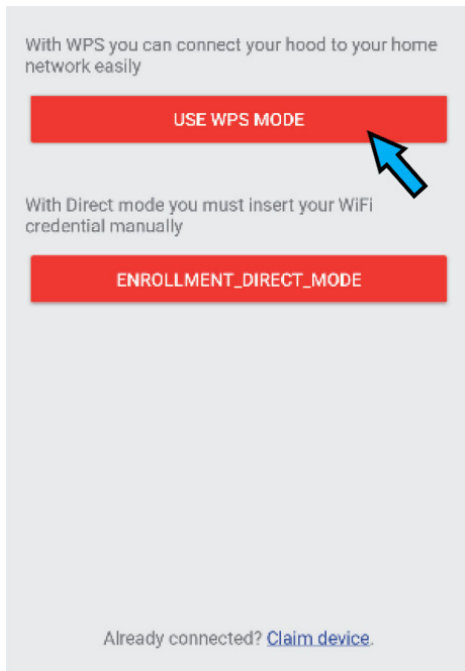 With WPS you can connect your hood to your home
network easily
USE WPS MODE
With Direct mode you must insert your WiFi
credential manually
ENROLLMENT_DIRECT_MODE
Already connected? Claim device.